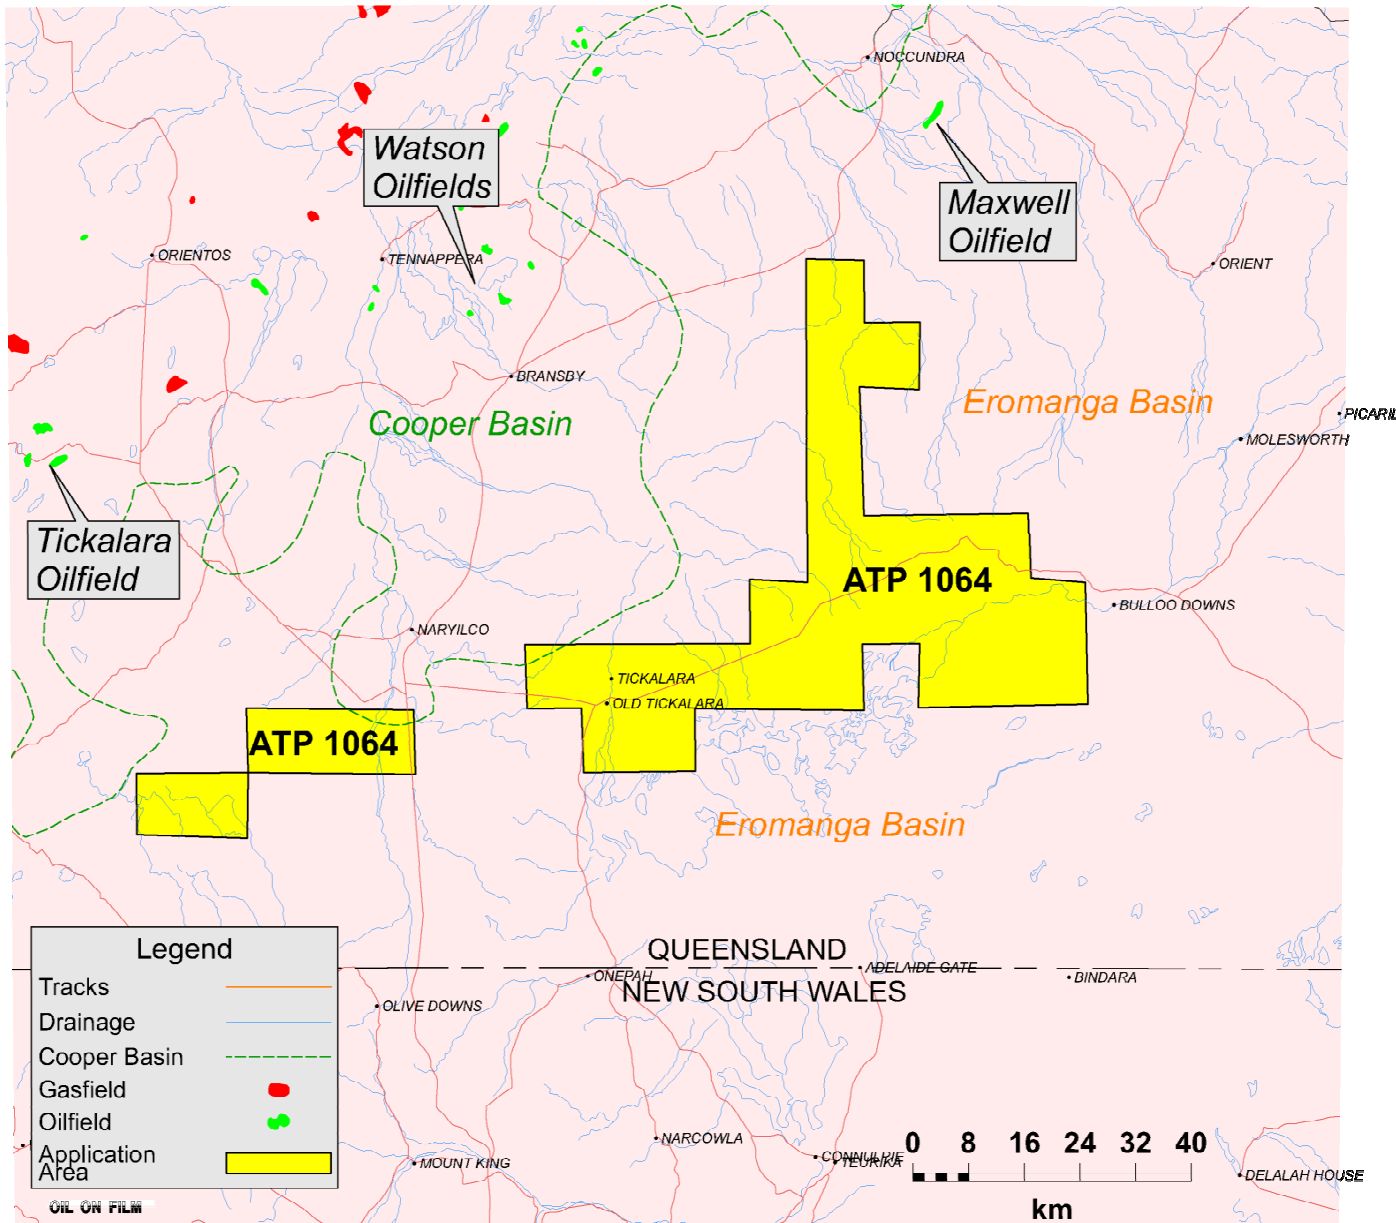 NOCCUNDRA
Watson
Oilfields
Maxwell
Oilfield
ORIENTOS
TENNAPPERA
ORIENT
BRANSBY
Eromanga Basin
Cooper Basin
PICARIL
MOLESWORTH
Tickalara
Oilfield
ATP 1064
BULLOO DOWNS
NARYILCO
TICKALARA
OLD TICKALARA
ATP 1064
Eromanga Basin
Legend
Tracks
Drainage
Cooper Basin
Gasfield
Oilfield
Application
Area
QUEENSLAND
NEW SOUTH WALES
ONEPAH
ADELAIDE GATE
BINDARA
OLIVE DOWNS
NARCOWLA
CONNULPIE
TEURIKA
MOUNT KING
DELALAH HOUSE
0 8 16 24 32 40
km
OIL ON FILM